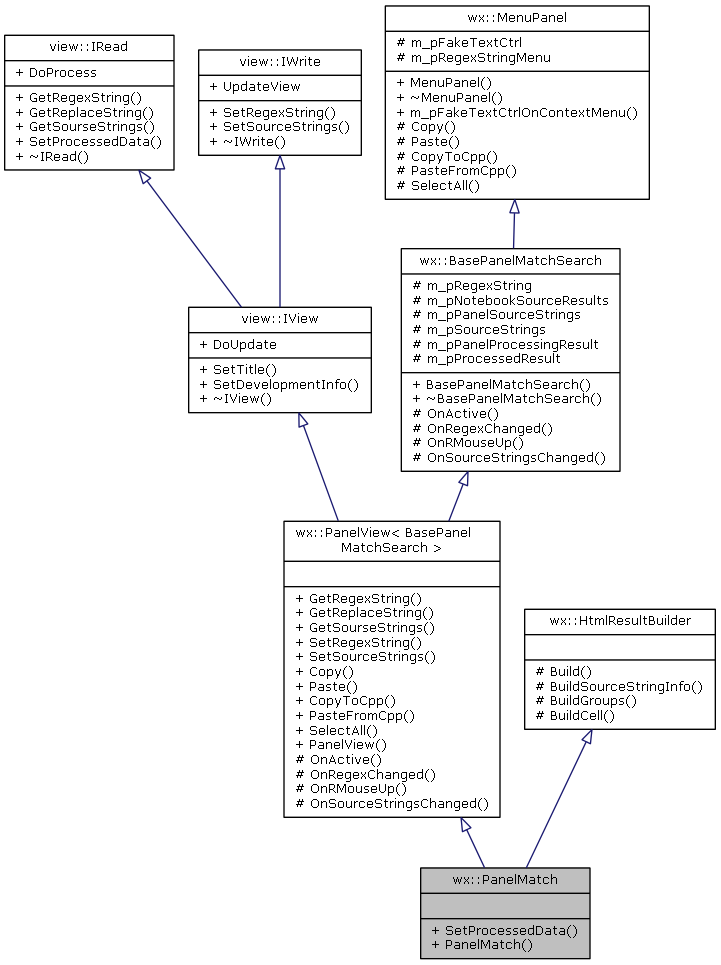 view::IRead
+ DoProcess
+ GetRegexString()
+ GetReplaceString()
+ GetSourseStrings()
+ SetProcessedData()
+ ~IRead()
view::IWrite
+ UpdateView
+ SetRegexString()
+ SetSourceStrings()
+ ~IWrite()
wx::MenuPanel
# m_pFakeTextCtrl
# m_pRegexStringMenu
+ MenuPanel()
+ ~MenuPanel()
+ m_pFakeTextCtrlOnContextMenu()
# Copy()
# Paste()
# CopyToCpp()
# PasteFromCpp()
# SelectAll()
view::IView
+ DoUpdate
+ SetTitle()
+ SetDevelopmentInfo()
+ ~IView()
wx::BasePanelMatchSearch
# m_pRegexString
# m_pNotebookSourceResults
# m_pPanelSourceStrings
# m_pSourceStrings
# m_pPanelProcessingResult
# m_pProcessedResult
+ BasePanelMatchSearch()
+ ~BasePanelMatchSearch()
# OnActive()
# OnRegexChanged()
# OnRMouseUp()
# OnSourceStringsChanged()
wx::PanelView< BasePanel
MatchSearch >
+ GetRegexString()
+ GetReplaceString()
+ GetSourseStrings()
+ SetRegexString()
+ SetSourceStrings()
+ Copy()
+ Paste()
+ CopyToCpp()
+ PasteFromCpp()
+ SelectAll()
+ PanelView()
# OnActive()
# OnRegexChanged()
# OnRMouseUp()
# OnSourceStringsChanged()
wx::HtmlResultBuilder
# Build()
# BuildSourceStringInfo()
# BuildGroups()
# BuildCell()
wx::PanelMatch
+ SetProcessedData()
+ PanelMatch()